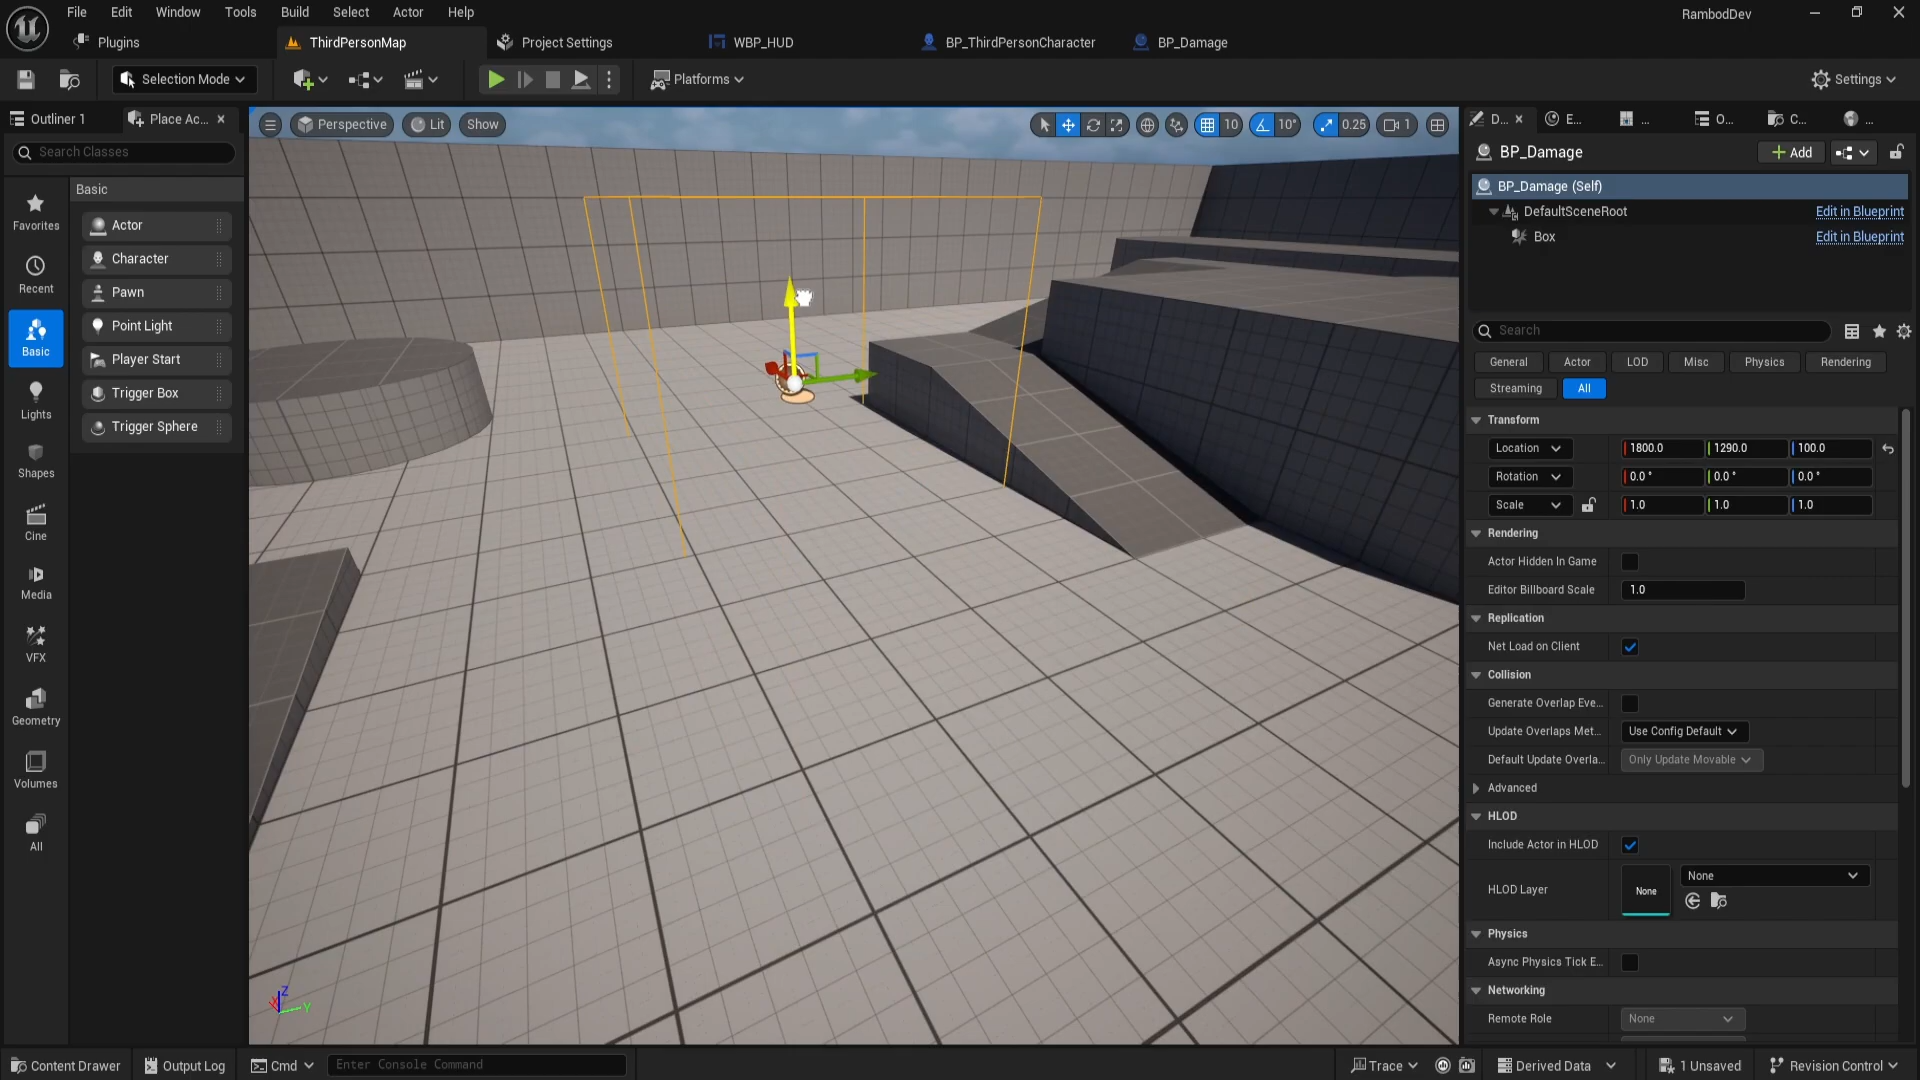 File Edit Window Tools Build Select Actor Help
RambodDev
Plugins
ThirdPersonMap
Project Settings
WBP_HUD
BP_ThirdPersonCharacter
BP_Damage
Selection Mode
Platforms
Settings
Outliner 1
Place Ac...
Search Classes
Favorites
Recent
Basic
Lights
Shapes
Cine
Media
VFX
Geometry
Volumes
All
Basic
Actor
Character
Pawn
Point Light
Player Start
Trigger Box
Trigger Sphere
Perspective
Lit
Show
10
10°
0.25
1
Z
X
Y
D...
E...
...
O...
C...
...
BP_Damage
Add
BP_Damage (Self)
DefaultSceneRoot Edit in Blueprint
Box Edit in Blueprint
Search
General Actor LOD Misc Physics Rendering
Streaming All
Transform
Location 1800.0 1290.0 100.0
Rotation 0.0 ° 0.0 ° 0.0 °
Scale 1.0 1.0 1.0
Rendering
Actor Hidden In Game
Editor Billboard Scale 1.0
Replication
Net Load on Client
Collision
Generate Overlap Eve...
Update Overlaps Met... Use Config Default
Default Update Overla... Only Update Movable
Advanced
HLOD
Include Actor in HLOD
HLOD Layer None None
Physics
Async Physics Tick E...
Networking
Remote Role None
Content Drawer
Output Log
Cmd
Enter Console Command
Trace
Derived Data
1 Unsaved
Revision Control